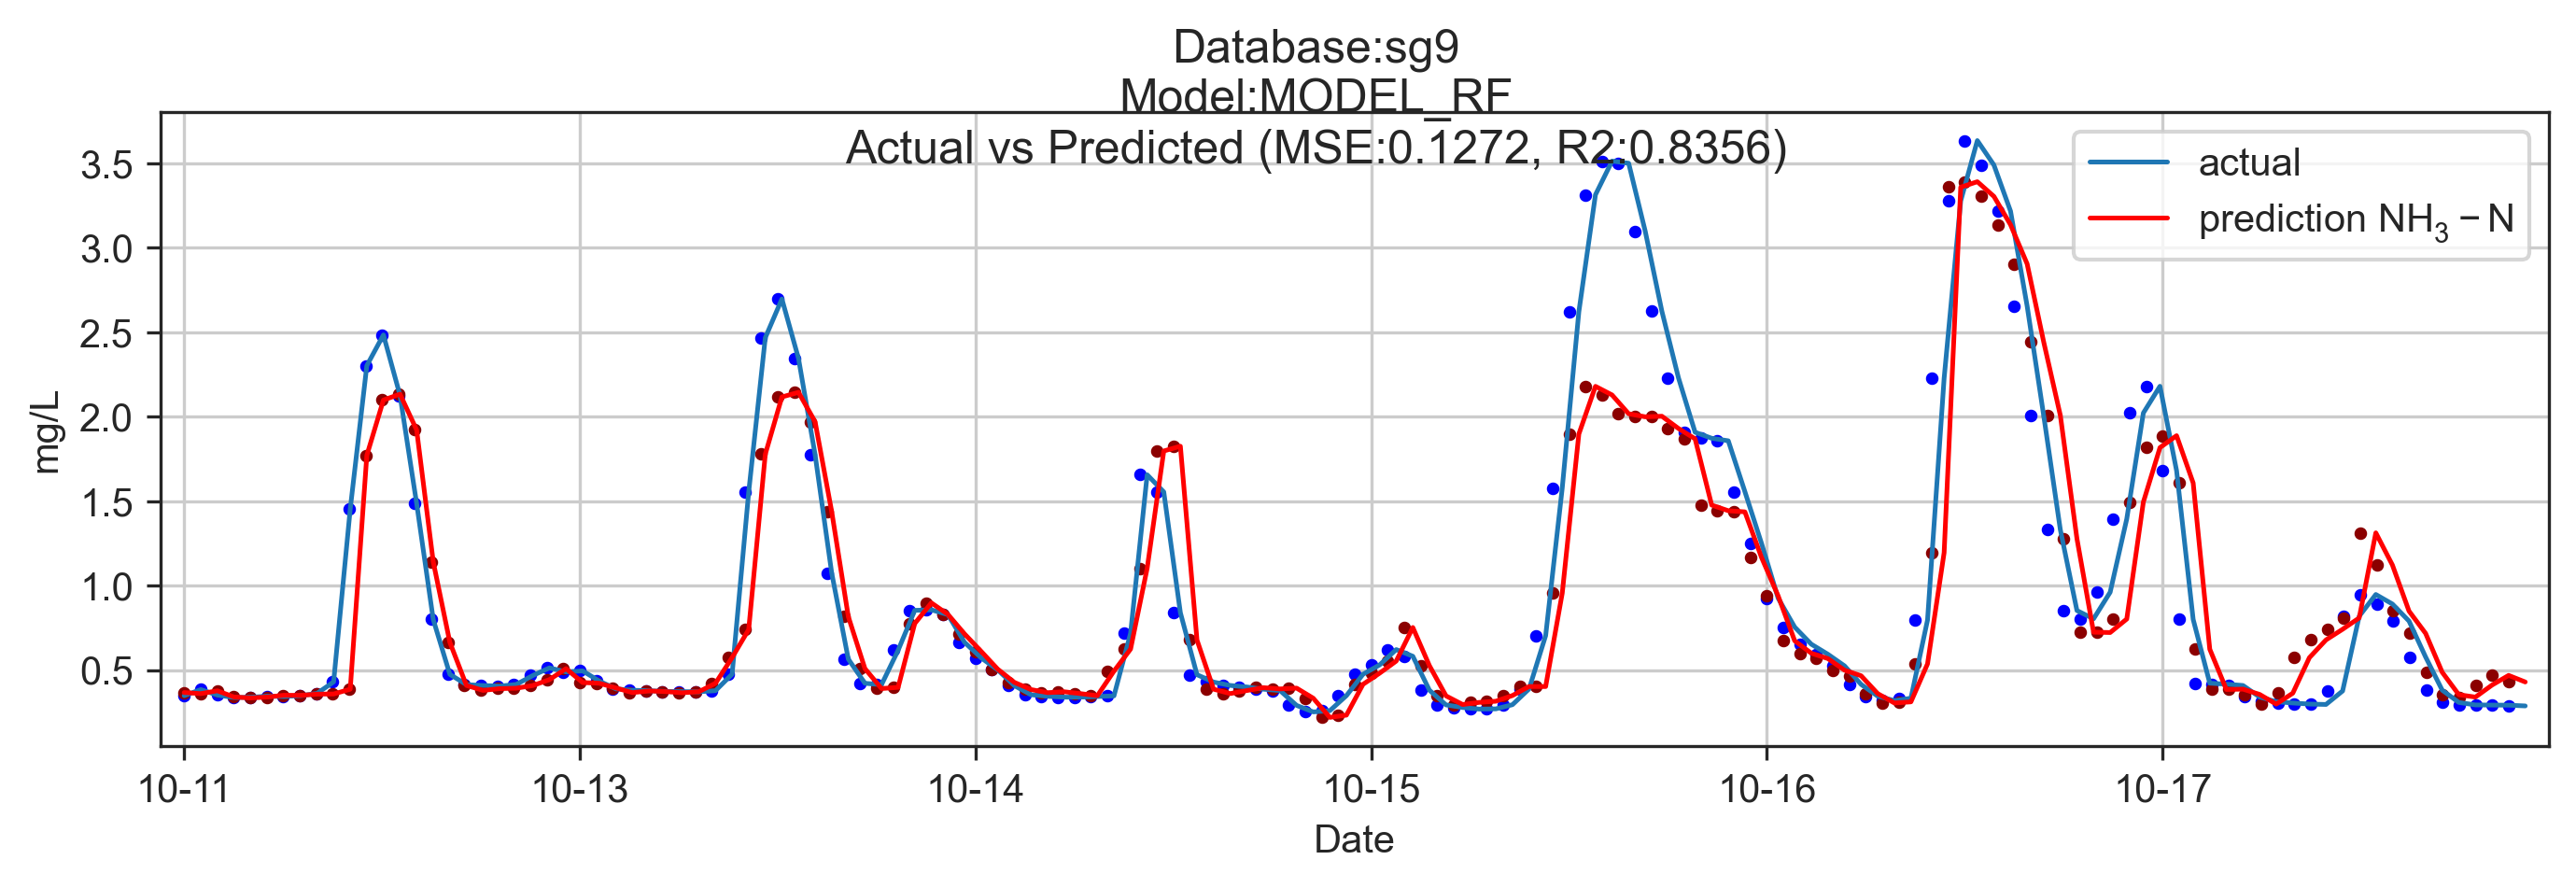 Database:sg9
Model:MODEL_RF
Actual vs Predicted (MSE:0.1272, R2:0.8356)
actual
prediction NH₃ − N
3.5
3.0
2.5
2.0
1.5
1.0
0.5
mg/L
10-11 10-13 10-14 10-15 10-16 10-17
Date